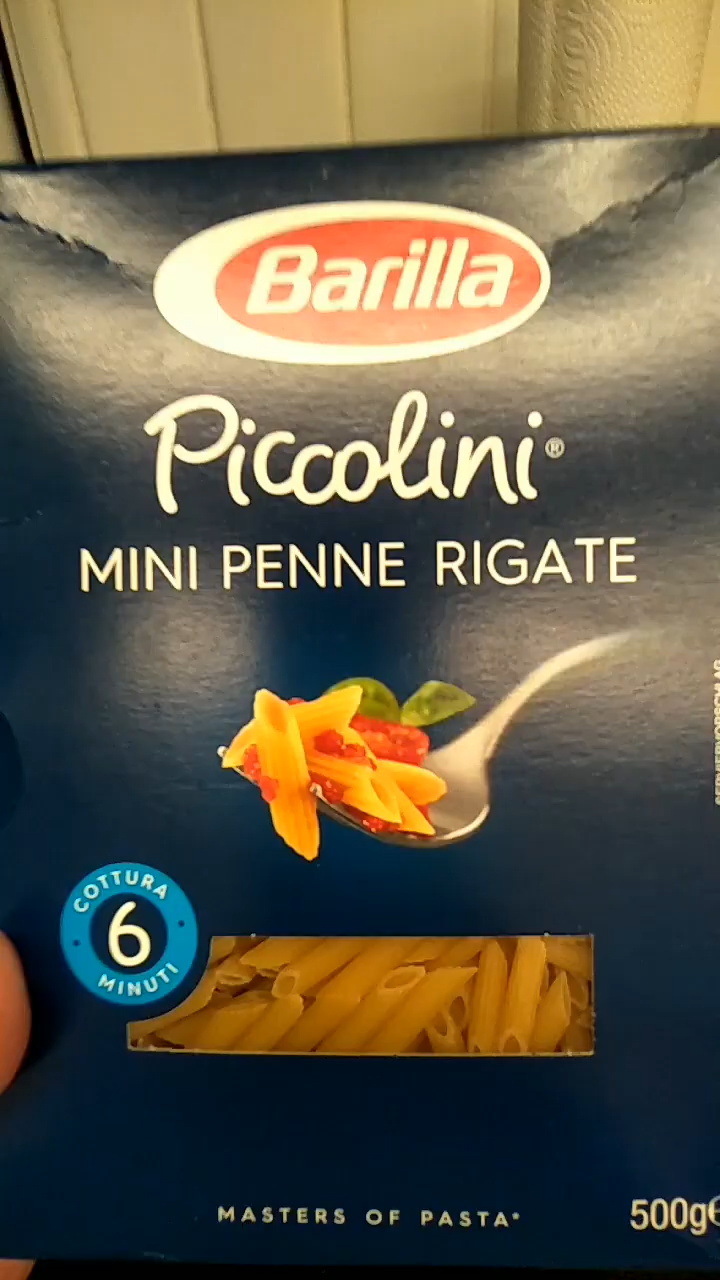 Barilla
Piccolini®
MINI PENNE RIGATE
COTTURA
6
MINUTI
MASTERS OF PASTA*
500g℮